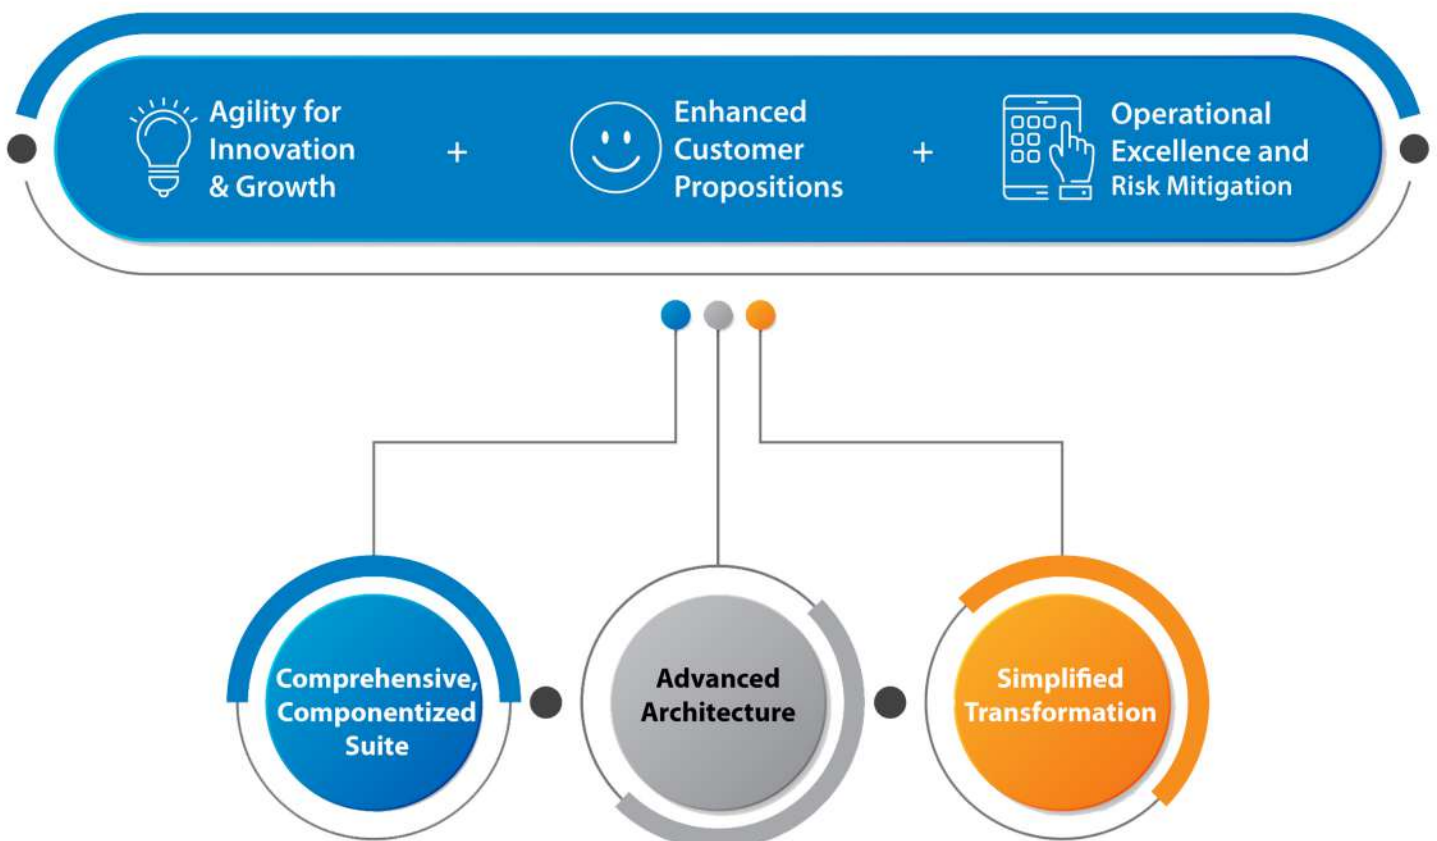 Agility for
Innovation
& Growth
+
Enhanced
Customer
Propositions
+
Operational
Excellence and
Risk Mitigation
Comprehensive,
Componentized
Suite
Advanced
Architecture
Simplified
Transformation